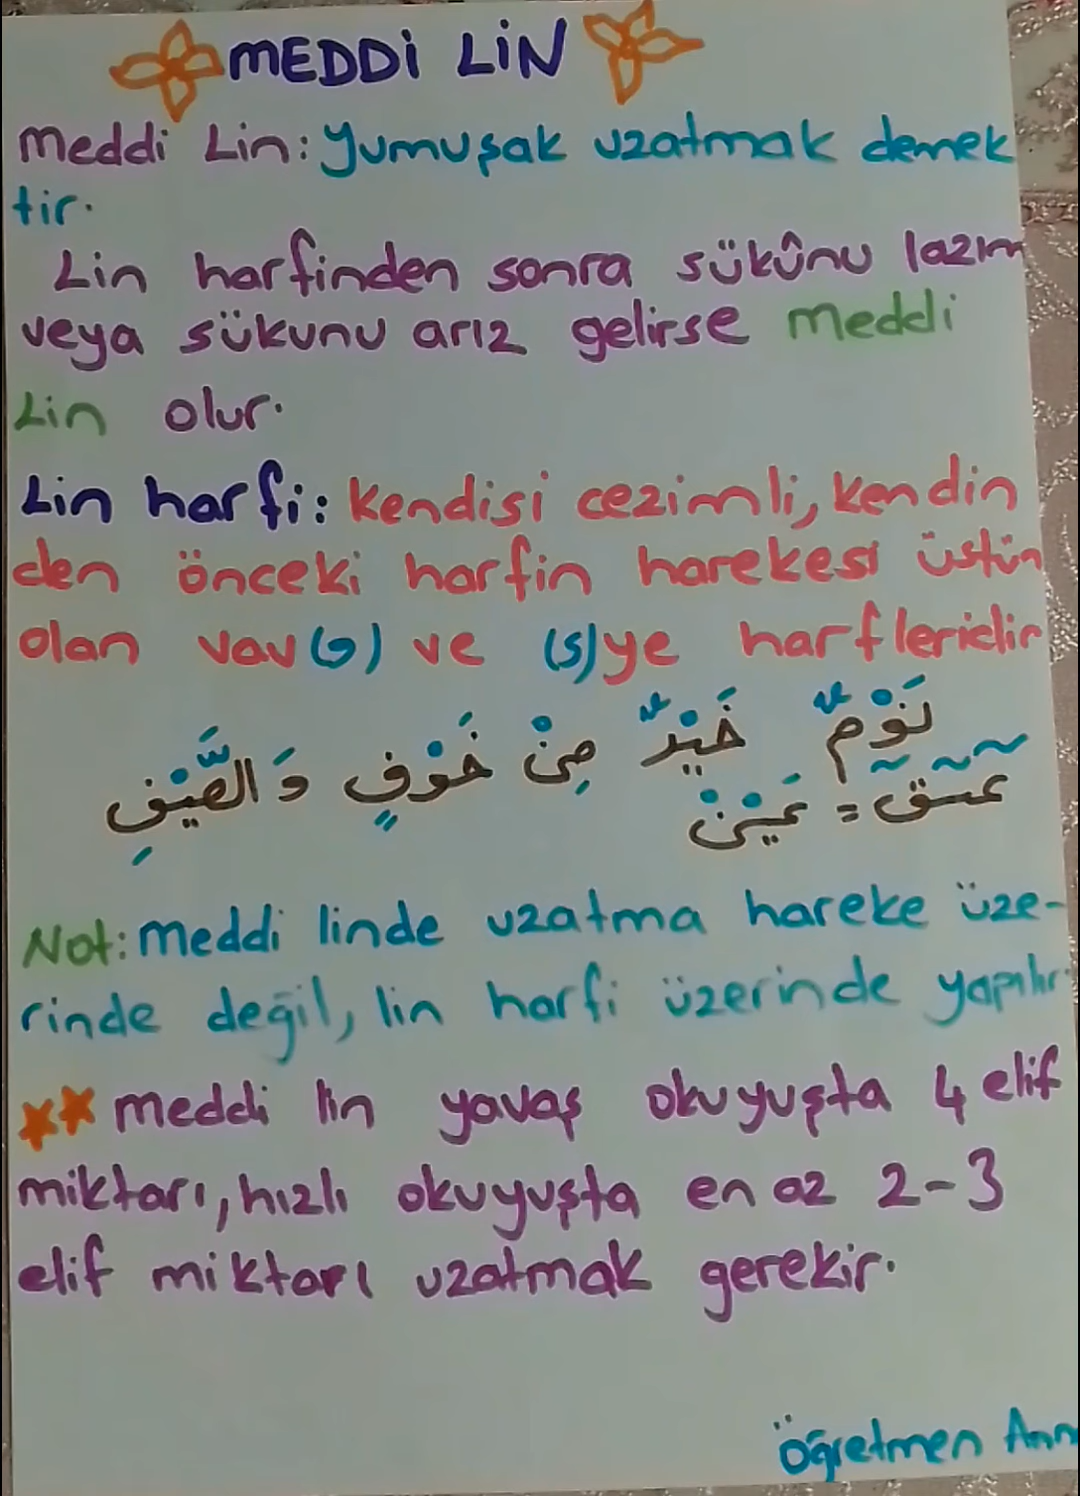 MEDDİ LİN
Meddi Lin: Yumuşak uzatmak demek
tir.
Lin harfinden sonra sükûnu lazım
veya sükunu arız gelirse Meddi
Lin olur.
Lin harfi: Kendisi cezimli, kendin
den önceki harfin harekesi üstün
olan vav (و) ve (ى) ye harfleridir
نَوْمٌ خَيْرٌ مِنْ خَوْفٍ وَ الصَّيْفِ
عٓسٓقٓ = عَيْنْ
Not: Meddi linde uzatma hareke üze-
rinde değil, lin harfi üzerinde yapılır.
Meddi lin yavaş okuyuşta 4 elif
miktarı, hızlı okuyuşta en az 2-3
elif miktarı uzatmak gerekir.
Öğretmen Ann